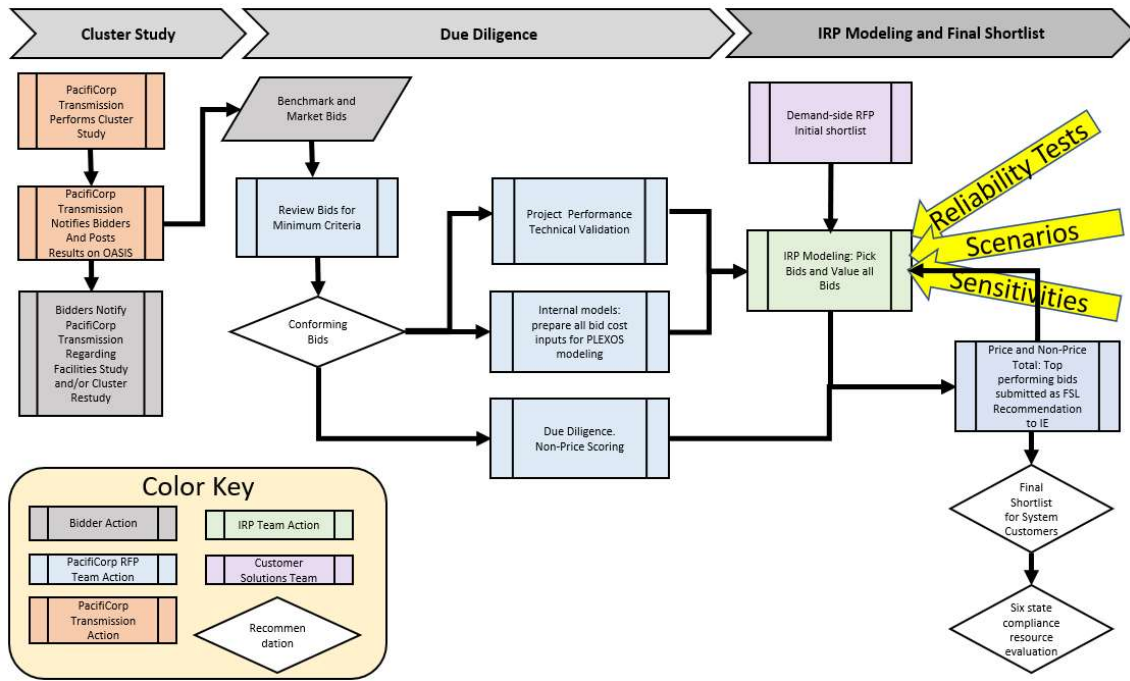 Cluster Study
Due Diligence
IRP Modeling and Final Shortlist
PacifiCorp
Transmission
Performs Cluster
Study
PacifiCorp
Transmission
Notifies Bidders
And Posts
Results on OASIS
Bidders Notify
PacifiCorp
Transmission
Regarding
Facilities Study
and/or Cluster
Restudy
Benchmark and
Market Bids
Review Bids for
Minimum Criteria
Conforming
Bids
Project Performance
Technical Validation
Internal models:
prepare all bid cost
inputs for PLEXOS
modeling
Due Diligence.
Non-Price Scoring
Demand-side RFP
Initial shortlist
IRP Modeling: Pick
Bids and Value all
Bids
Reliability Tests
Scenarios
Sensitivities
Price and Non-Price
Total: Top
performing bids
submitted as FSL
Recommendation
to IE
Final
Shortlist
for System
Customers
Six state
compliance
resource
evaluation
Color Key
Bidder Action
IRP Team Action
PacifiCorp RFP
Team Action
Customer
Solutions Team
PacifiCorp
Transmission
Action
Recommen
dation